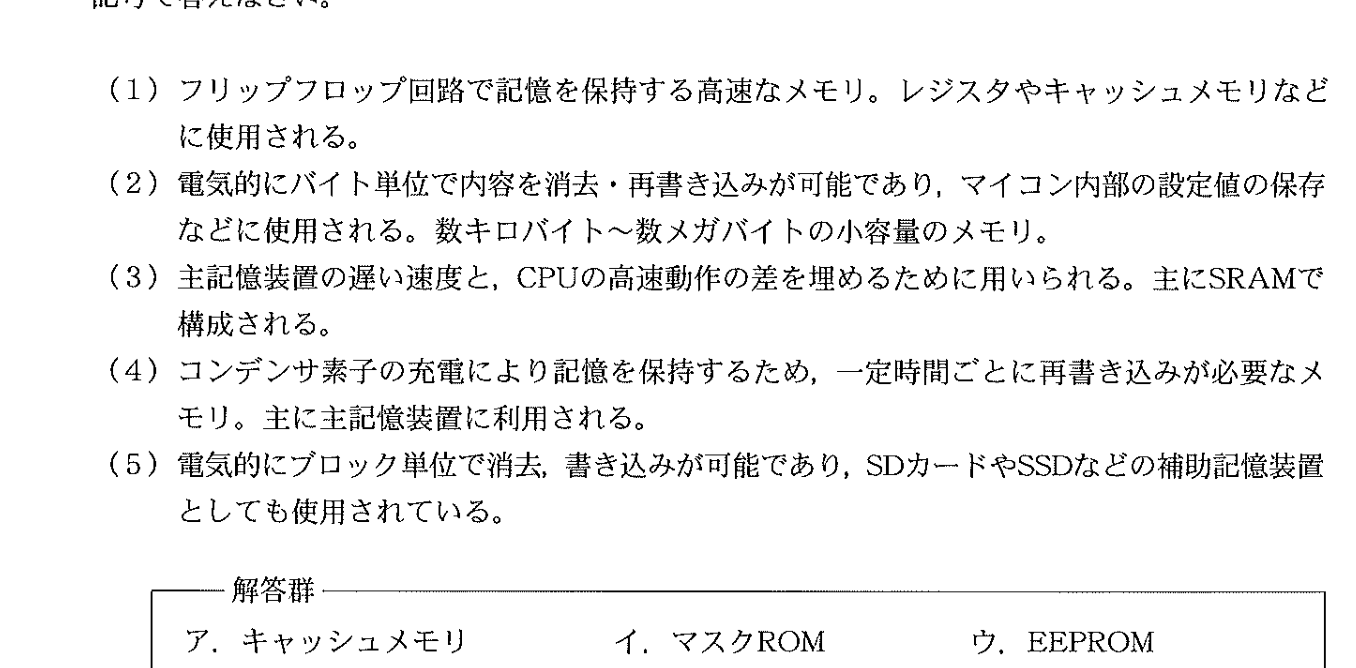 記号で答えなさい。
(1) フリップフロップ回路で記憶を保持する高速なメモリ。レジスタやキャッシュメモリなど
に使用される。
(2) 電気的にバイト単位で内容を消去・再書き込みが可能であり，マイコン内部の設定値の保存
などに使用される。数キロバイト～数メガバイトの小容量のメモリ。
(3) 主記憶装置の遅い速度と，CPUの高速動作の差を埋めるために用いられる。主にSRAMで
構成される。
(4) コンデンサ素子の充電により記憶を保持するため，一定時間ごとに再書き込みが必要なメ
モリ。主に主記憶装置に利用される。
(5) 電気的にブロック単位で消去，書き込みが可能であり，SDカードやSSDなどの補助記憶装置
としても使用されている。
解答群
ア．キャッシュメモリ　イ．マスクROM　ウ．EEPROM